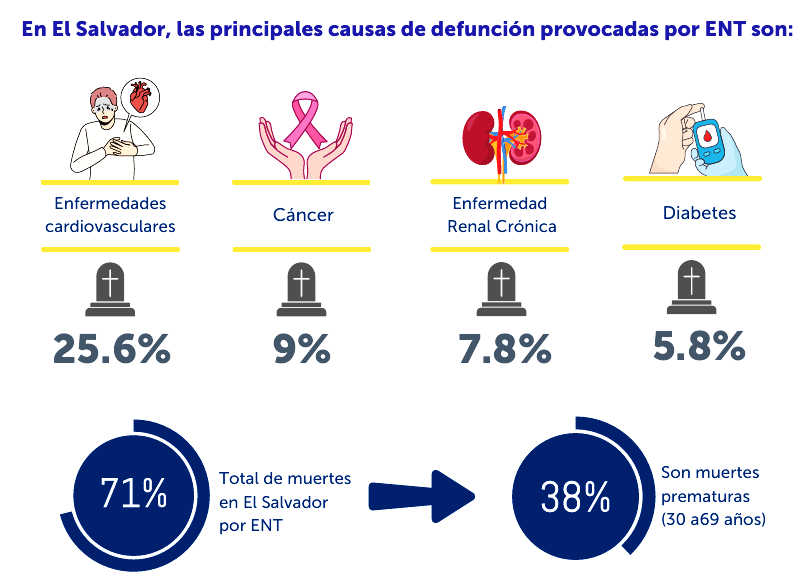 En El Salvador, las principales causas de defunción provocadas por ENT son:
Enfermedades
cardiovasculares
Cáncer
Enfermedad
Renal Crónica
Diabetes
25.6%
9%
7.8%
5.8%
71%
Total de muertes
en El Salvador
por ENT
38%
Son muertes
prematuras
(30 a69 años)